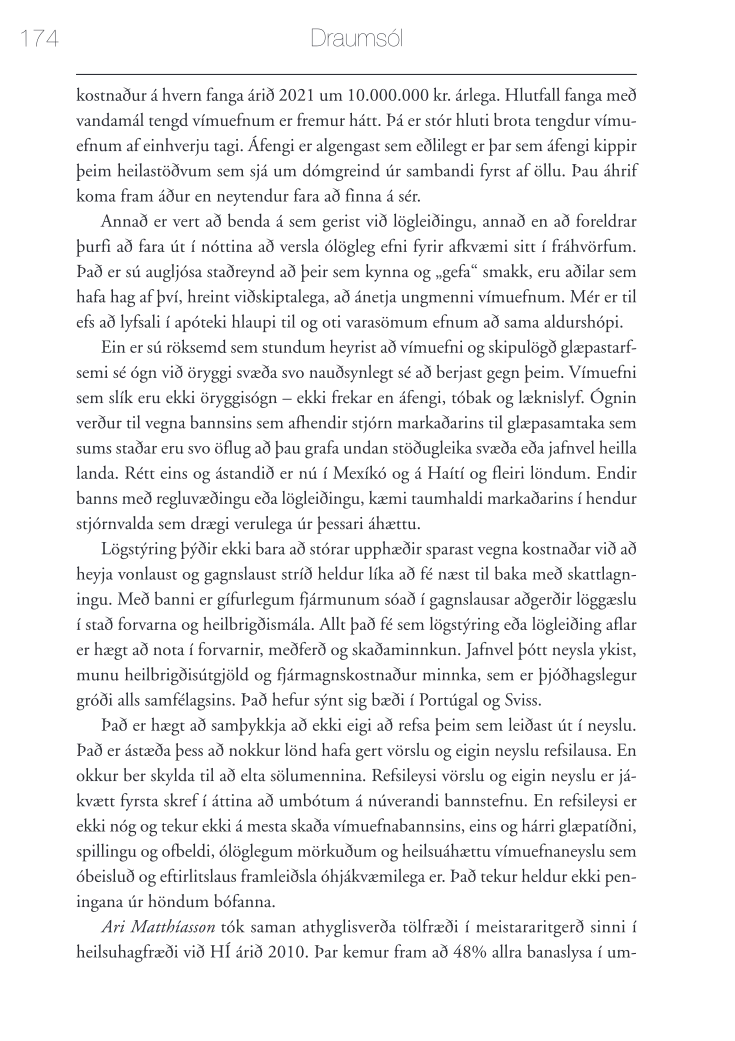 174
Draumsól
kostnaður á hvern fanga árið 2021 um 10.000.000 kr. árlega. Hlutfall fanga með
vandamál tengd vímuefnum er fremur hátt. Þá er stór hluti brota tengdur vímu-
efnum af einhverju tagi. Áfengi er algengast sem eðlilegt er þar sem áfengi kippir
þeim heilastöðvum sem sjá um dómgreind úr sambandi fyrst af öllu. Þau áhrif
koma fram áður en neytendur fara að finna á sér.
Annað er vert að benda á sem gerist við lögleiðingu, annað en að foreldrar
þurfi að fara út í nóttina að versla ólögleg efni fyrir afkvæmi sitt í fráhvörfum.
Það er sú augljósa staðreynd að þeir sem kynna og „gefa“ smakk, eru aðilar sem
hafa hag af því, hreint viðskiptalega, að ánetja ungmenni vímuefnum. Mér er til
efs að lyfsali í apóteki hlaupi til og oti varasömum efnum að sama aldurshópi.
Ein er sú röksemd sem stundum heyrist að vímuefni og skipulögð glæpastarf-
semi sé ógn við öryggi svæða svo nauðsynlegt sé að berjast gegn þeim. Vímuefni
sem slík eru ekki öryggisógn – ekki frekar en áfengi, tóbak og læknislyf. Ógnin
verður til vegna bannsins sem afhendir stjórn markaðarins til glæpasamtaka sem
sums staðar eru svo öflug að þau grafa undan stöðugleika svæða eða jafnvel heilla
landa. Rétt eins og ástandið er nú í Mexíkó og á Haítí og fleiri löndum. Endir
banns með regluvæðingu eða lögleiðingu, kæmi taumhaldi markaðarins í hendur
stjórnvalda sem drægi verulega úr þessari áhættu.
Lögstýring þýðir ekki bara að stórar upphæðir sparast vegna kostnaðar við að
heyja vonlaust og gagnslaust stríð heldur líka að fé næst til baka með skattlagn-
ingu. Með banni er gífurlegum fjármunum sóað í gagnslausar aðgerðir löggæslu
í stað forvarna og heilbrigðismála. Allt það fé sem lögstýring eða lögleiðing aflar
er hægt að nota í forvarnir, meðferð og skaðaminnkun. Jafnvel þótt neysla ykist,
munu heilbrigðisútgjöld og fjármagnskostnaður minnka, sem er þjóðhagslegur
gróði alls samfélagsins. Það hefur sýnt sig bæði í Portúgal og Sviss.
Það er hægt að samþykkja að ekki eigi að refsa þeim sem leiðast út í neyslu.
Það er ástæða þess að nokkur lönd hafa gert vörslu og eigin neyslu refsilausa. En
okkur ber skylda til að elta sölumennina. Refsileysi vörslu og eigin neyslu er já-
kvætt fyrsta skref í áttina að umbótum á núverandi bannstefnu. En refsileysi er
ekki nóg og tekur ekki á mesta skaða vímuefnabannsins, eins og hárri glæpatíðni,
spillingu og ofbeldi, ólöglegum mörkuðum og heilsuáhættu vímuefnaneyslu sem
óbeisluð og eftirlitslaus framleiðsla óhjákvæmilega er. Það tekur heldur ekki pen-
ingana úr höndum bófanna.
Ari Matthíasson tók saman athyglisverða tölfræði í meistararitgerð sinni í
heilsuhagfræði við HÍ árið 2010. Þar kemur fram að 48% allra banaslysa í um-